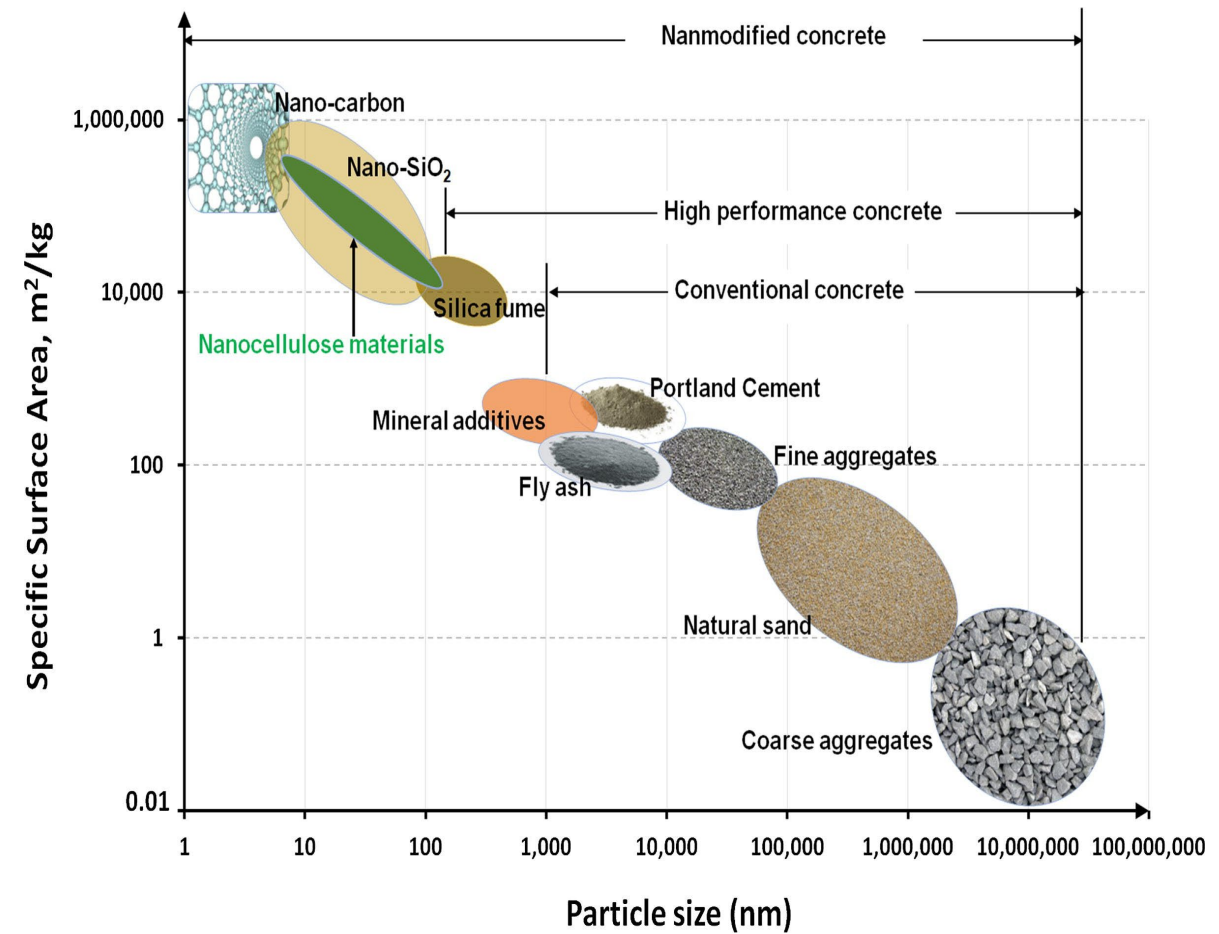 Nanmodified concrete
Nano-carbon
1,000,000
Nano-SiO₂
High performance concrete
10,000
Conventional concrete
Silica fume
Nanocellulose materials
Portland Cement
Mineral additives
Fine aggregates
100
Fly ash
Natural sand
1
Coarse aggregates
0.01
Specific Surface Area, m²/kg
1 10 100 1,000 10,000 100,000 1,000,000 10,000,000 100,000,000
Particle size (nm)